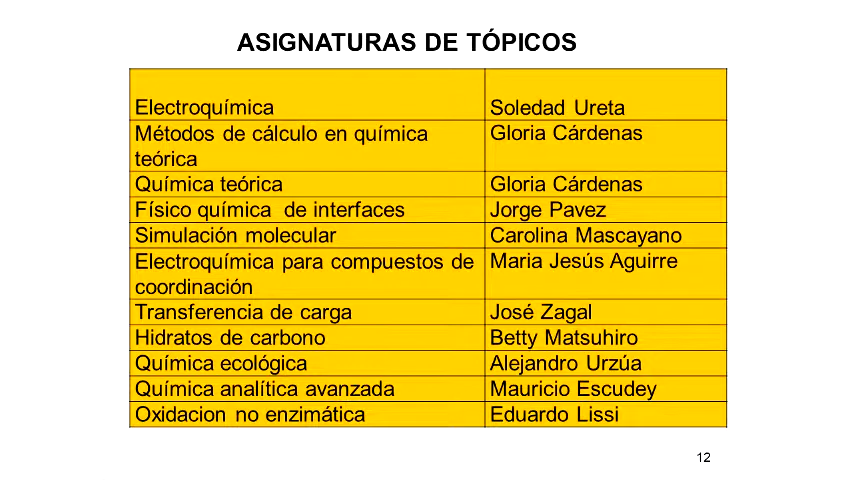 ASIGNATURAS DE TÓPICOS
Electroquímica Soledad Ureta
Métodos de cálculo en química Gloria Cárdenas
teórica
Química teórica Gloria Cárdenas
Físico química de interfaces Jorge Pavez
Simulación molecular Carolina Mascayano
Electroquímica para compuestos de Maria Jesús Aguirre
coordinación
Transferencia de carga José Zagal
Hidratos de carbono Betty Matsuhiro
Química ecológica Alejandro Urzúa
Química analítica avanzada Mauricio Escudey
Oxidacion no enzimática Eduardo Lissi
12